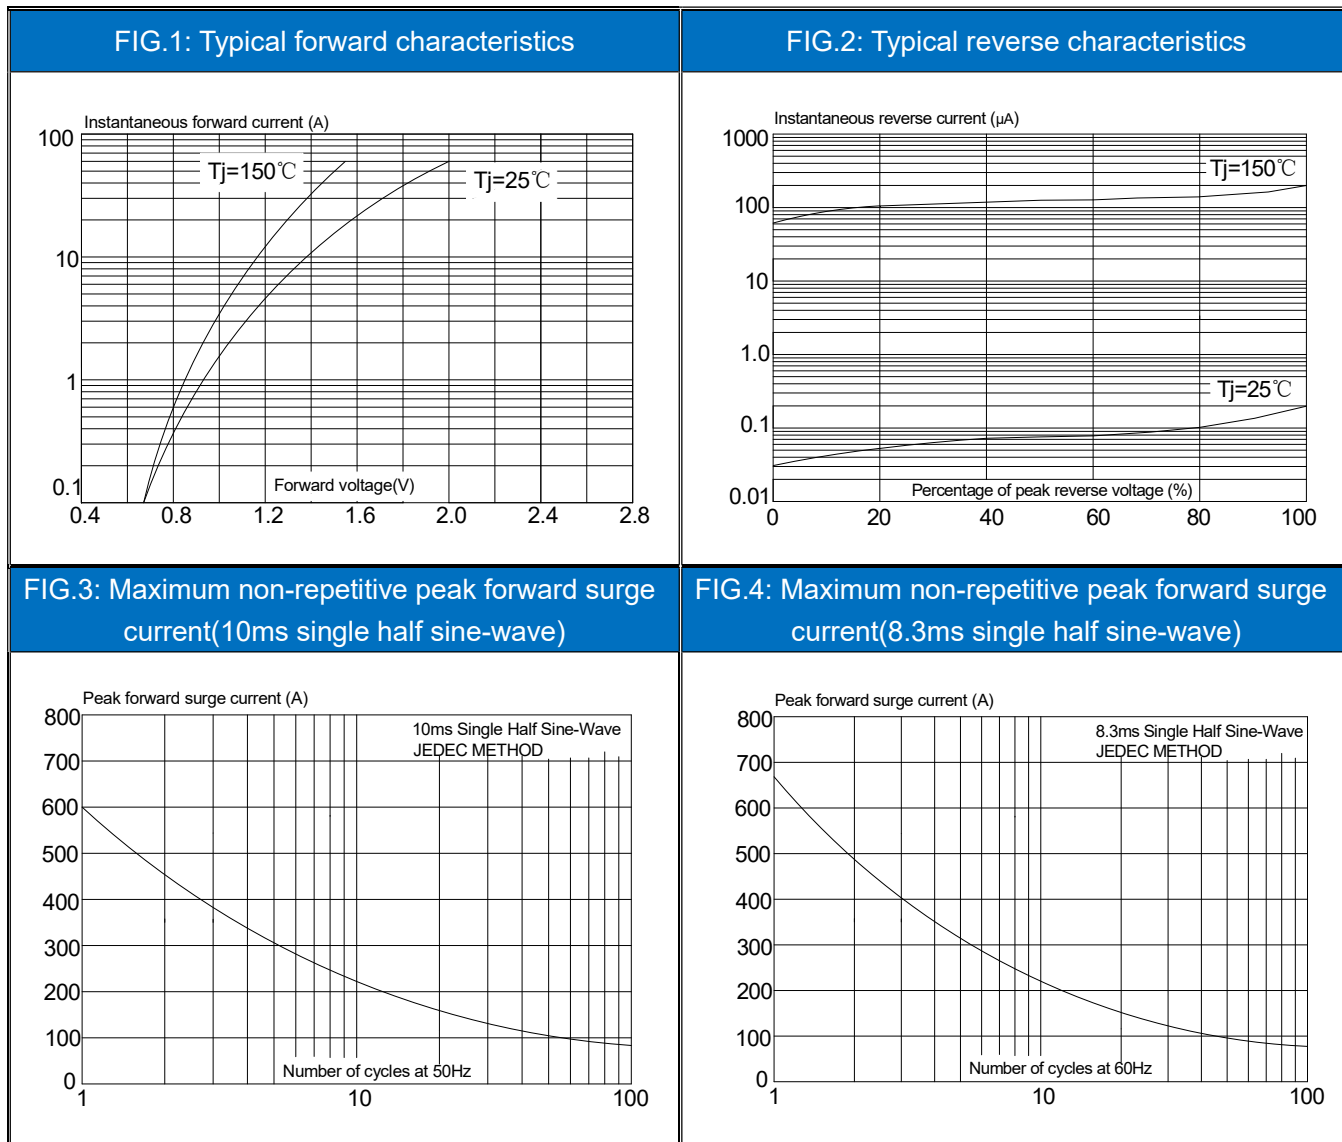 FIG.1: Typical forward characteristics
Instantaneous forward current (A)
100
10
1
0.1
Tj=150℃
Tj=25℃
Forward voltage(V)
0.4 0.8 1.2 1.6 2.0 2.4 2.8
FIG.2: Typical reverse characteristics
Instantaneous reverse current (μA)
1000
100
10
1.0
0.1
0.01
Tj=150℃
Tj=25℃
Percentage of peak reverse voltage (%)
0 20 40 60 80 100
FIG.3: Maximum non-repetitive peak forward surge
current(10ms single half sine-wave)
Peak forward surge current (A)
800
700
600
500
400
300
200
100
0
10ms Single Half Sine-Wave
JEDEC METHOD
Number of cycles at 50Hz
1 10 100
FIG.4: Maximum non-repetitive peak forward surge
current(8.3ms single half sine-wave)
Peak forward surge current (A)
800
700
600
500
400
300
200
100
0
8.3ms Single Half Sine-Wave
JEDEC METHOD
Number of cycles at 60Hz
1 10 100